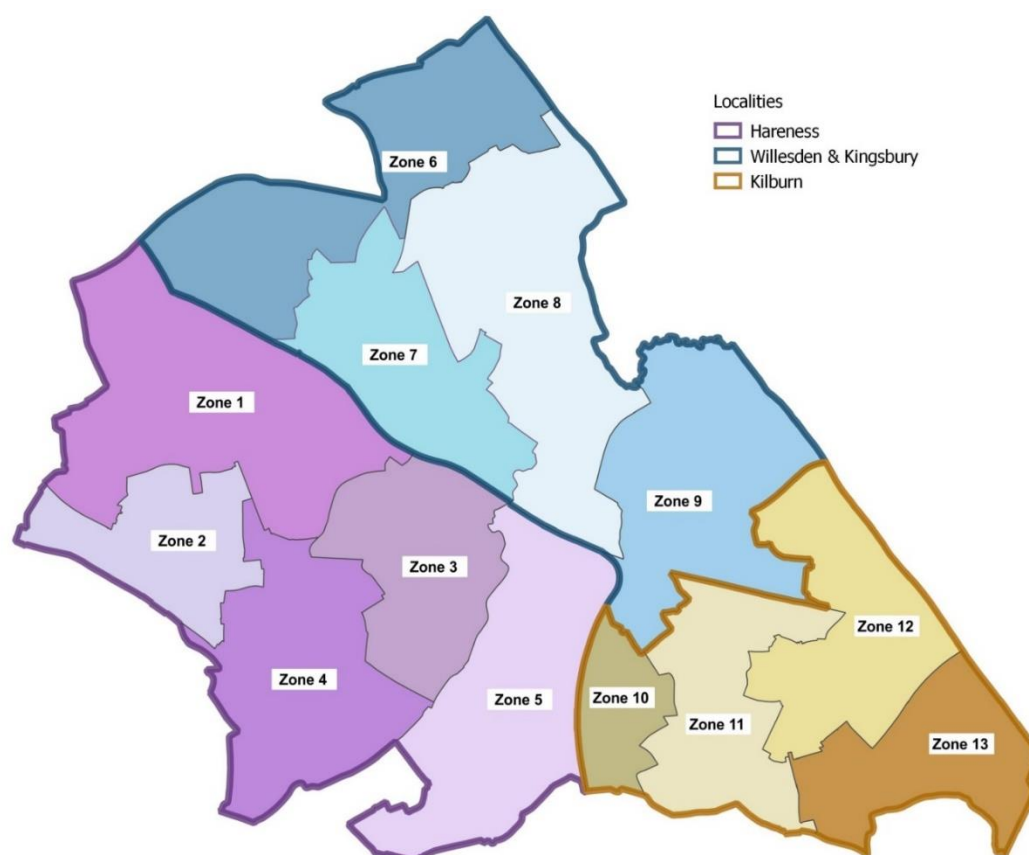 Localities
Hareness
Willesden & Kingsbury
Kilburn
Zone 6
Zone 8
Zone 7
Zone 1
Zone 9
Zone 2
Zone 3
Zone 12
Zone 4
Zone 10
Zone 5
Zone 11
Zone 13